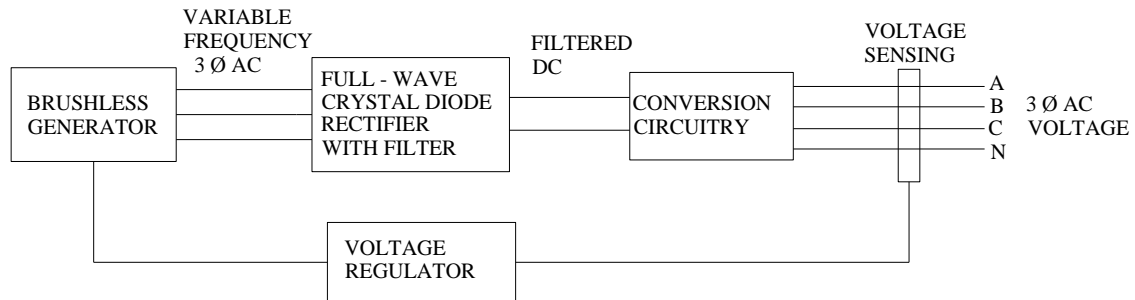 VARIABLE
FREQUENCY
3 Ø AC
FILTERED
DC
VOLTAGE
SENSING
BRUSHLESS
GENERATOR
FULL - WAVE
CRYSTAL DIODE
RECTIFIER
WITH FILTER
CONVERSION
CIRCUITRY
A
B
C
N
3 Ø AC
VOLTAGE
VOLTAGE
REGULATOR